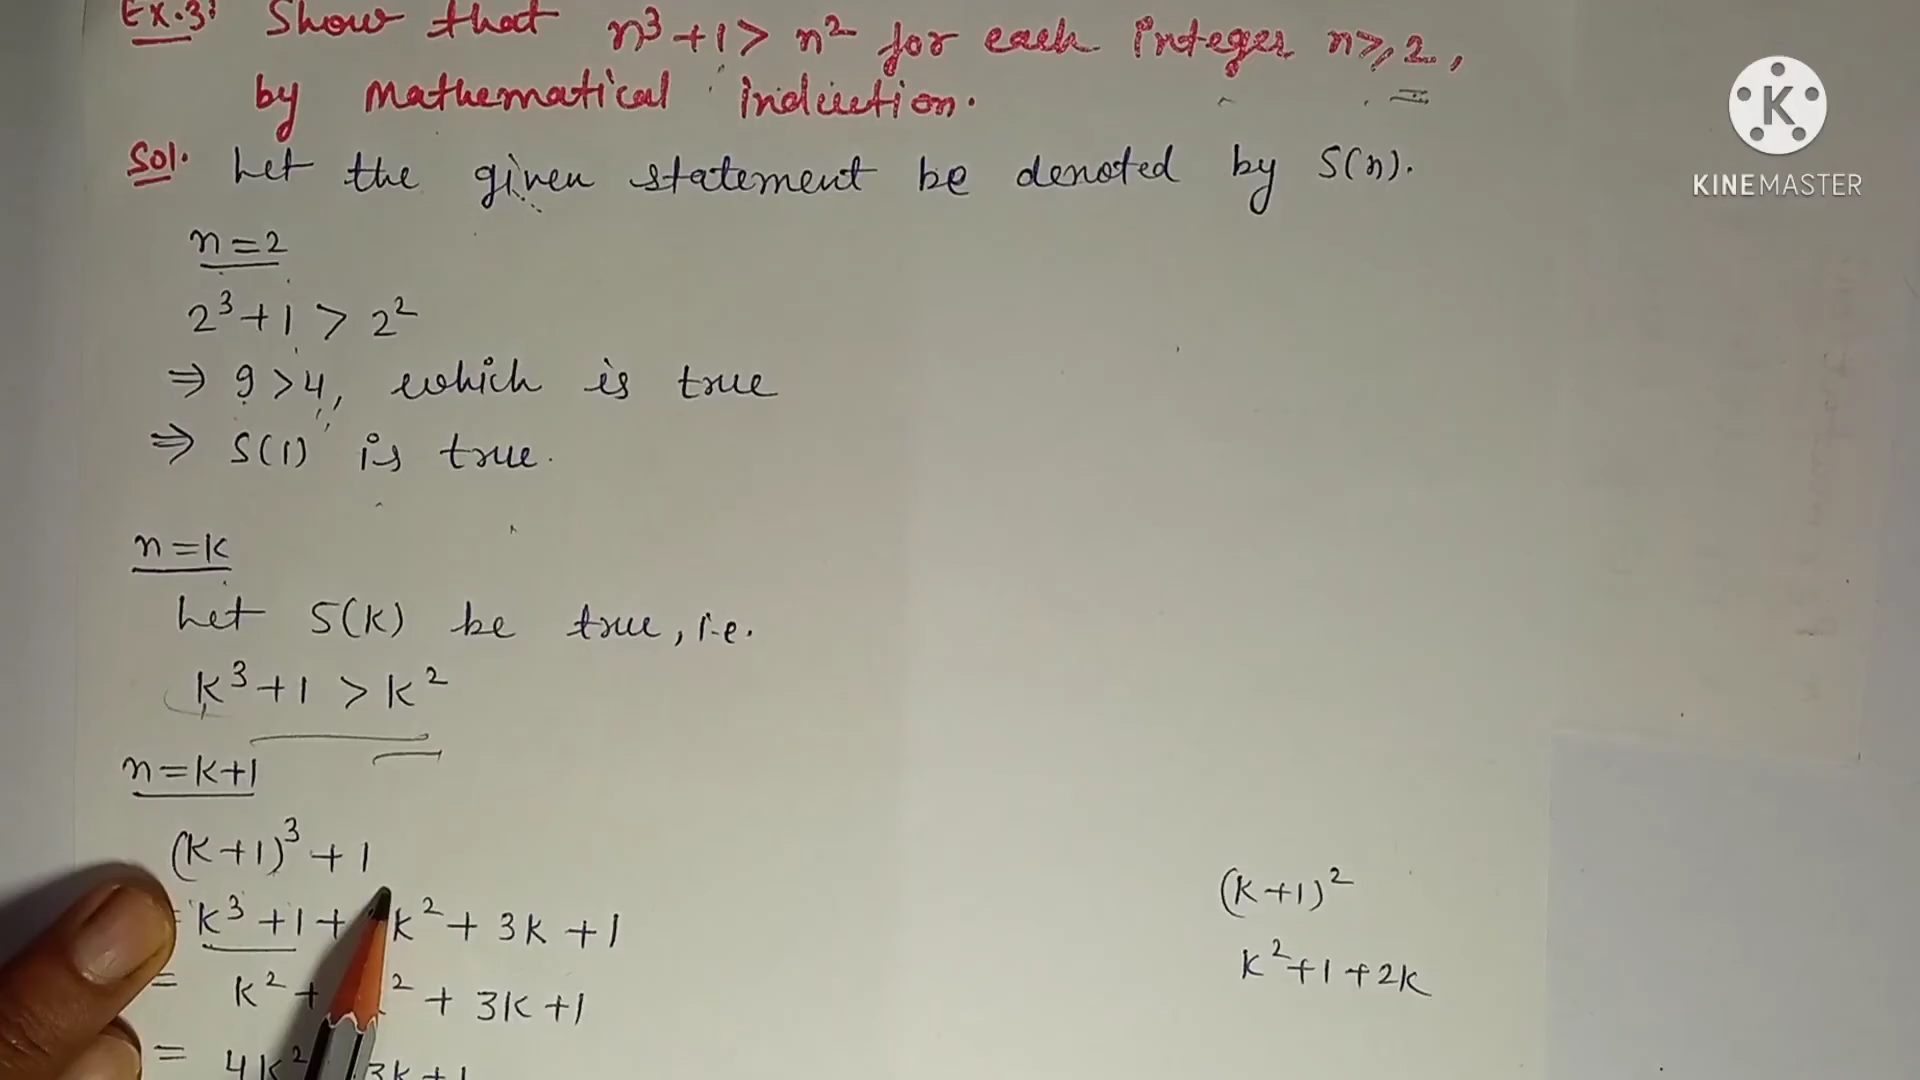 Ex.3: Show that n³+1 > n² for each integer n≥2,
by Mathematical induction.
Sol. Let the given statement be denoted by S(n).
n=2
2³+1 > 2²
⇒ 9>4, which is true
⇒ S(1) is true.
n=k
Let S(k) be true, i.e.
k³+1 > k²
n=k+1
(k+1)³+1
= k³+1+ k²+3k+1
= k²+ ² + 3k+1
= 4k² 3k+1
(k+1)²
k²+1+2k
K
KINEMASTER